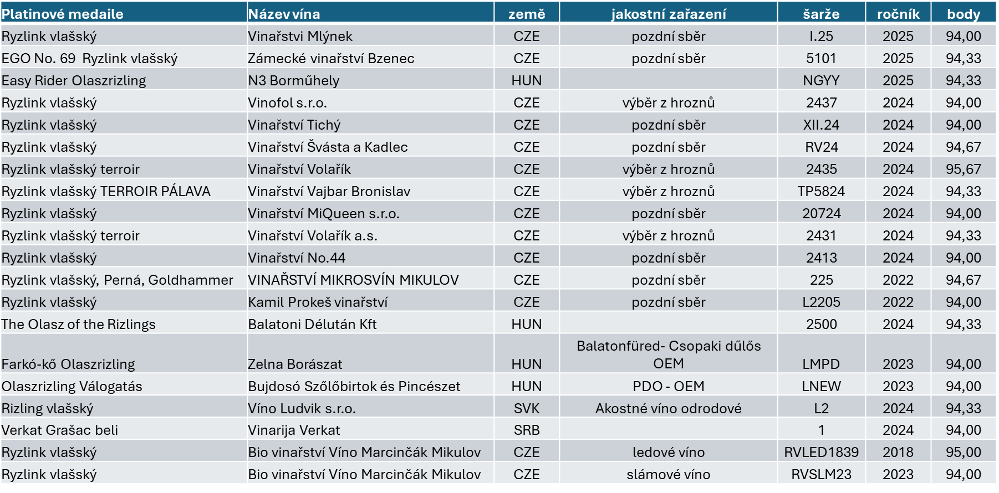 Platinové medaile Název vína země jakostní zařazení šarže ročník body
Ryzlink vlašský Vinařstvi Mlýnek CZE pozdní sběr I.25 2025 94,00
EGO No. 69 Ryzlink vlašský Zámecké vinařství Bzenec CZE pozdní sběr 5101 2025 94,33
Easy Rider Olaszrizling N3 Borműhely HUN NGYY 2025 94,33
Ryzlink vlašský Vinofol s.r.o. CZE výběr z hroznů 2437 2024 94,00
Ryzlink vlašský Vinařství Tichý CZE pozdní sběr XII.24 2024 94,00
Ryzlink vlašský Vinařství Švásta a Kadlec CZE pozdní sběr RV24 2024 94,67
Ryzlink vlašský terroir Vinařství Volařík CZE výběr z hroznů 2435 2024 95,67
Ryzlink vlašský TERROIR PÁLAVA Vinařství Vajbar Bronislav CZE výběr z hroznů TP5824 2024 94,33
Ryzlink vlašský Vinařství MiQueen s.r.o. CZE pozdní sběr 20724 2024 94,00
Ryzlink vlašský terroir Vinařství Volařík a.s. CZE výběr z hroznů 2431 2024 94,33
Ryzlink vlašský Vinařství No.44 CZE pozdní sběr 2413 2024 94,00
Ryzlink vlašský, Perná, Goldhammer VINAŘSTVÍ MIKROSVÍN MIKULOV CZE pozdní sběr 225 2022 94,67
Ryzlink vlašský Kamil Prokeš vinařství CZE pozdní sběr L2205 2022 94,00
The Olasz of the Rizlings Balatoni Délután Kft HUN 2500 2024 94,33
Balatonfüred- Csopaki dűlős
Farkó-kő Olaszrizling Zelna Borászat HUN OEM LMPD 2023 94,00
Olaszrizling Válogatás Bujdosó Szőlőbirtok és Pincészet HUN PDO - OEM LNEW 2023 94,00
Rizling vlašský Víno Ludvik s.r.o. SVK Akostné víno odrodové L2 2024 94,33
Verkat Grašac beli Vinarija Verkat SRB 1 2024 94,00
Ryzlink vlašský Bio vinařství Víno Marcinčák Mikulov CZE ledové víno RVLED1839 2018 95,00
Ryzlink vlašský Bio vinařství Víno Marcinčák Mikulov CZE slámové víno RVSLM23 2023 94,00